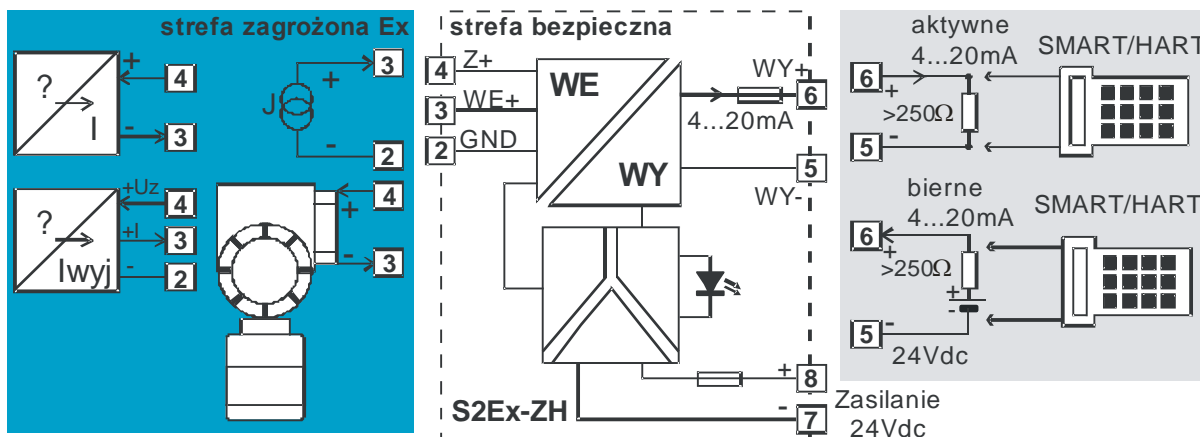 strefa zagrożona Ex
+
4
?
I
-
3
3
+
J
-
2
+Uz
4
?
+I
3
Iwyj
-
2
4
+
-
3
strefa bezpieczna
4
Z+
WE
WY+
3
WE+
6
4...20mA
2
GND
WY
5
WY-
+
8
S2Ex-ZH
-
7
Zasilanie
24Vdc
aktywne
4...20mA
SMART/HART
6
+
>250Ω
5
-
bierne
4...20mA
SMART/HART
6
+
>250Ω
+
-
5
-
24Vdc